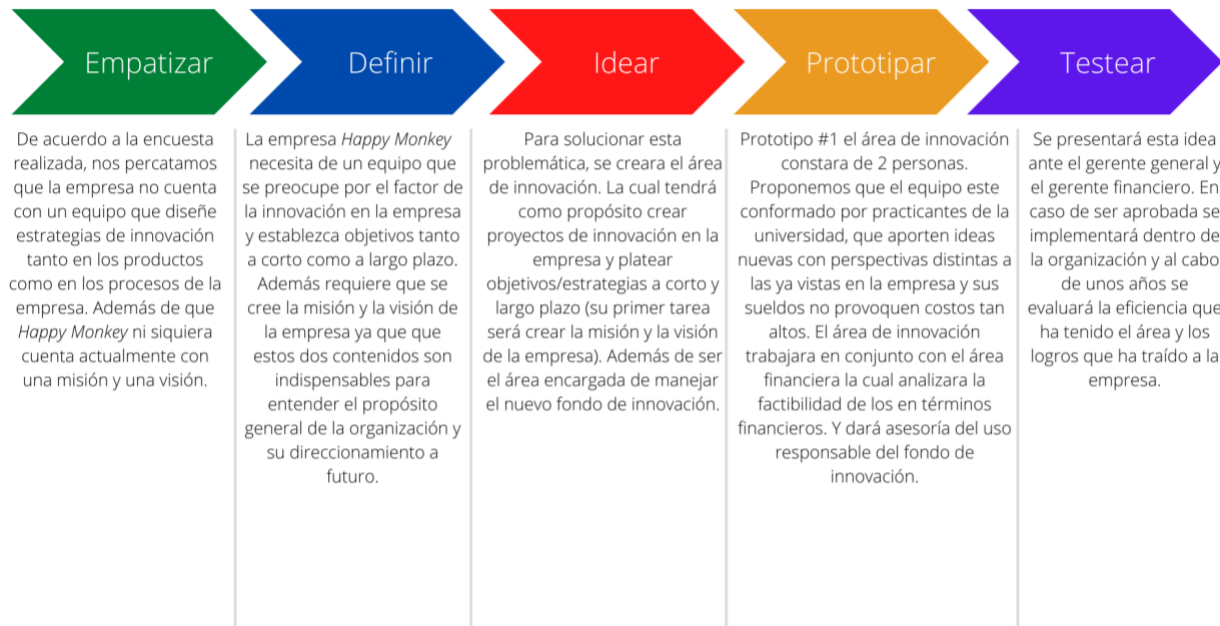 Empatizar
Definir
Idear
Prototipar
Testear
De acuerdo a la encuesta
realizada, nos percatamos
que la empresa no cuenta
con un equipo que diseñe
estrategias de innovación
tanto en los productos
como en los procesos de la
empresa. Además de que
Happy Monkey ni siquiera
cuenta actualmente con
una misión y una visión.
La empresa Happy Monkey
necesita de un equipo que
se preocupe por el factor de
la innovación en la empresa
y establezca objetivos tanto
a corto como a largo plazo.
Además requiere que se
cree la misión y la visión de
la empresa ya que que
estos dos contenidos son
indispensables para
entender el propósito
general de la organización y
su direccionamiento a
futuro.
Para solucionar esta
problemática, se creara el área
de innovación. La cual tendrá
como propósito crear
proyectos de innovación en la
empresa y platear
objetivos/estrategias a corto y
largo plazo (su primer tarea
será crear la misión y la visión
de la empresa). Además de ser
el área encargada de manejar
el nuevo fondo de innovación.
Prototipo #1 el área de innovación
constara de 2 personas.
Proponemos que el equipo este
conformado por practicantes de la
universidad, que aporten ideas
nuevas con perspectivas distintas a
las ya vistas en la empresa y sus
sueldos no provoquen costos tan
altos. El área de innovación
trabajara en conjunto con el área
financiera la cual analizara la
factibilidad de los en términos
financieros. Y dará asesoría del uso
responsable del fondo de
innovación.
Se presentará esta idea
ante el gerente general y
el gerente financiero. En
caso de ser aprobada se
implementará dentro de
la organización y al cabo
de unos años se
evaluará la eficiencia que
ha tenido el área y los
logros que ha traído a la
empresa.